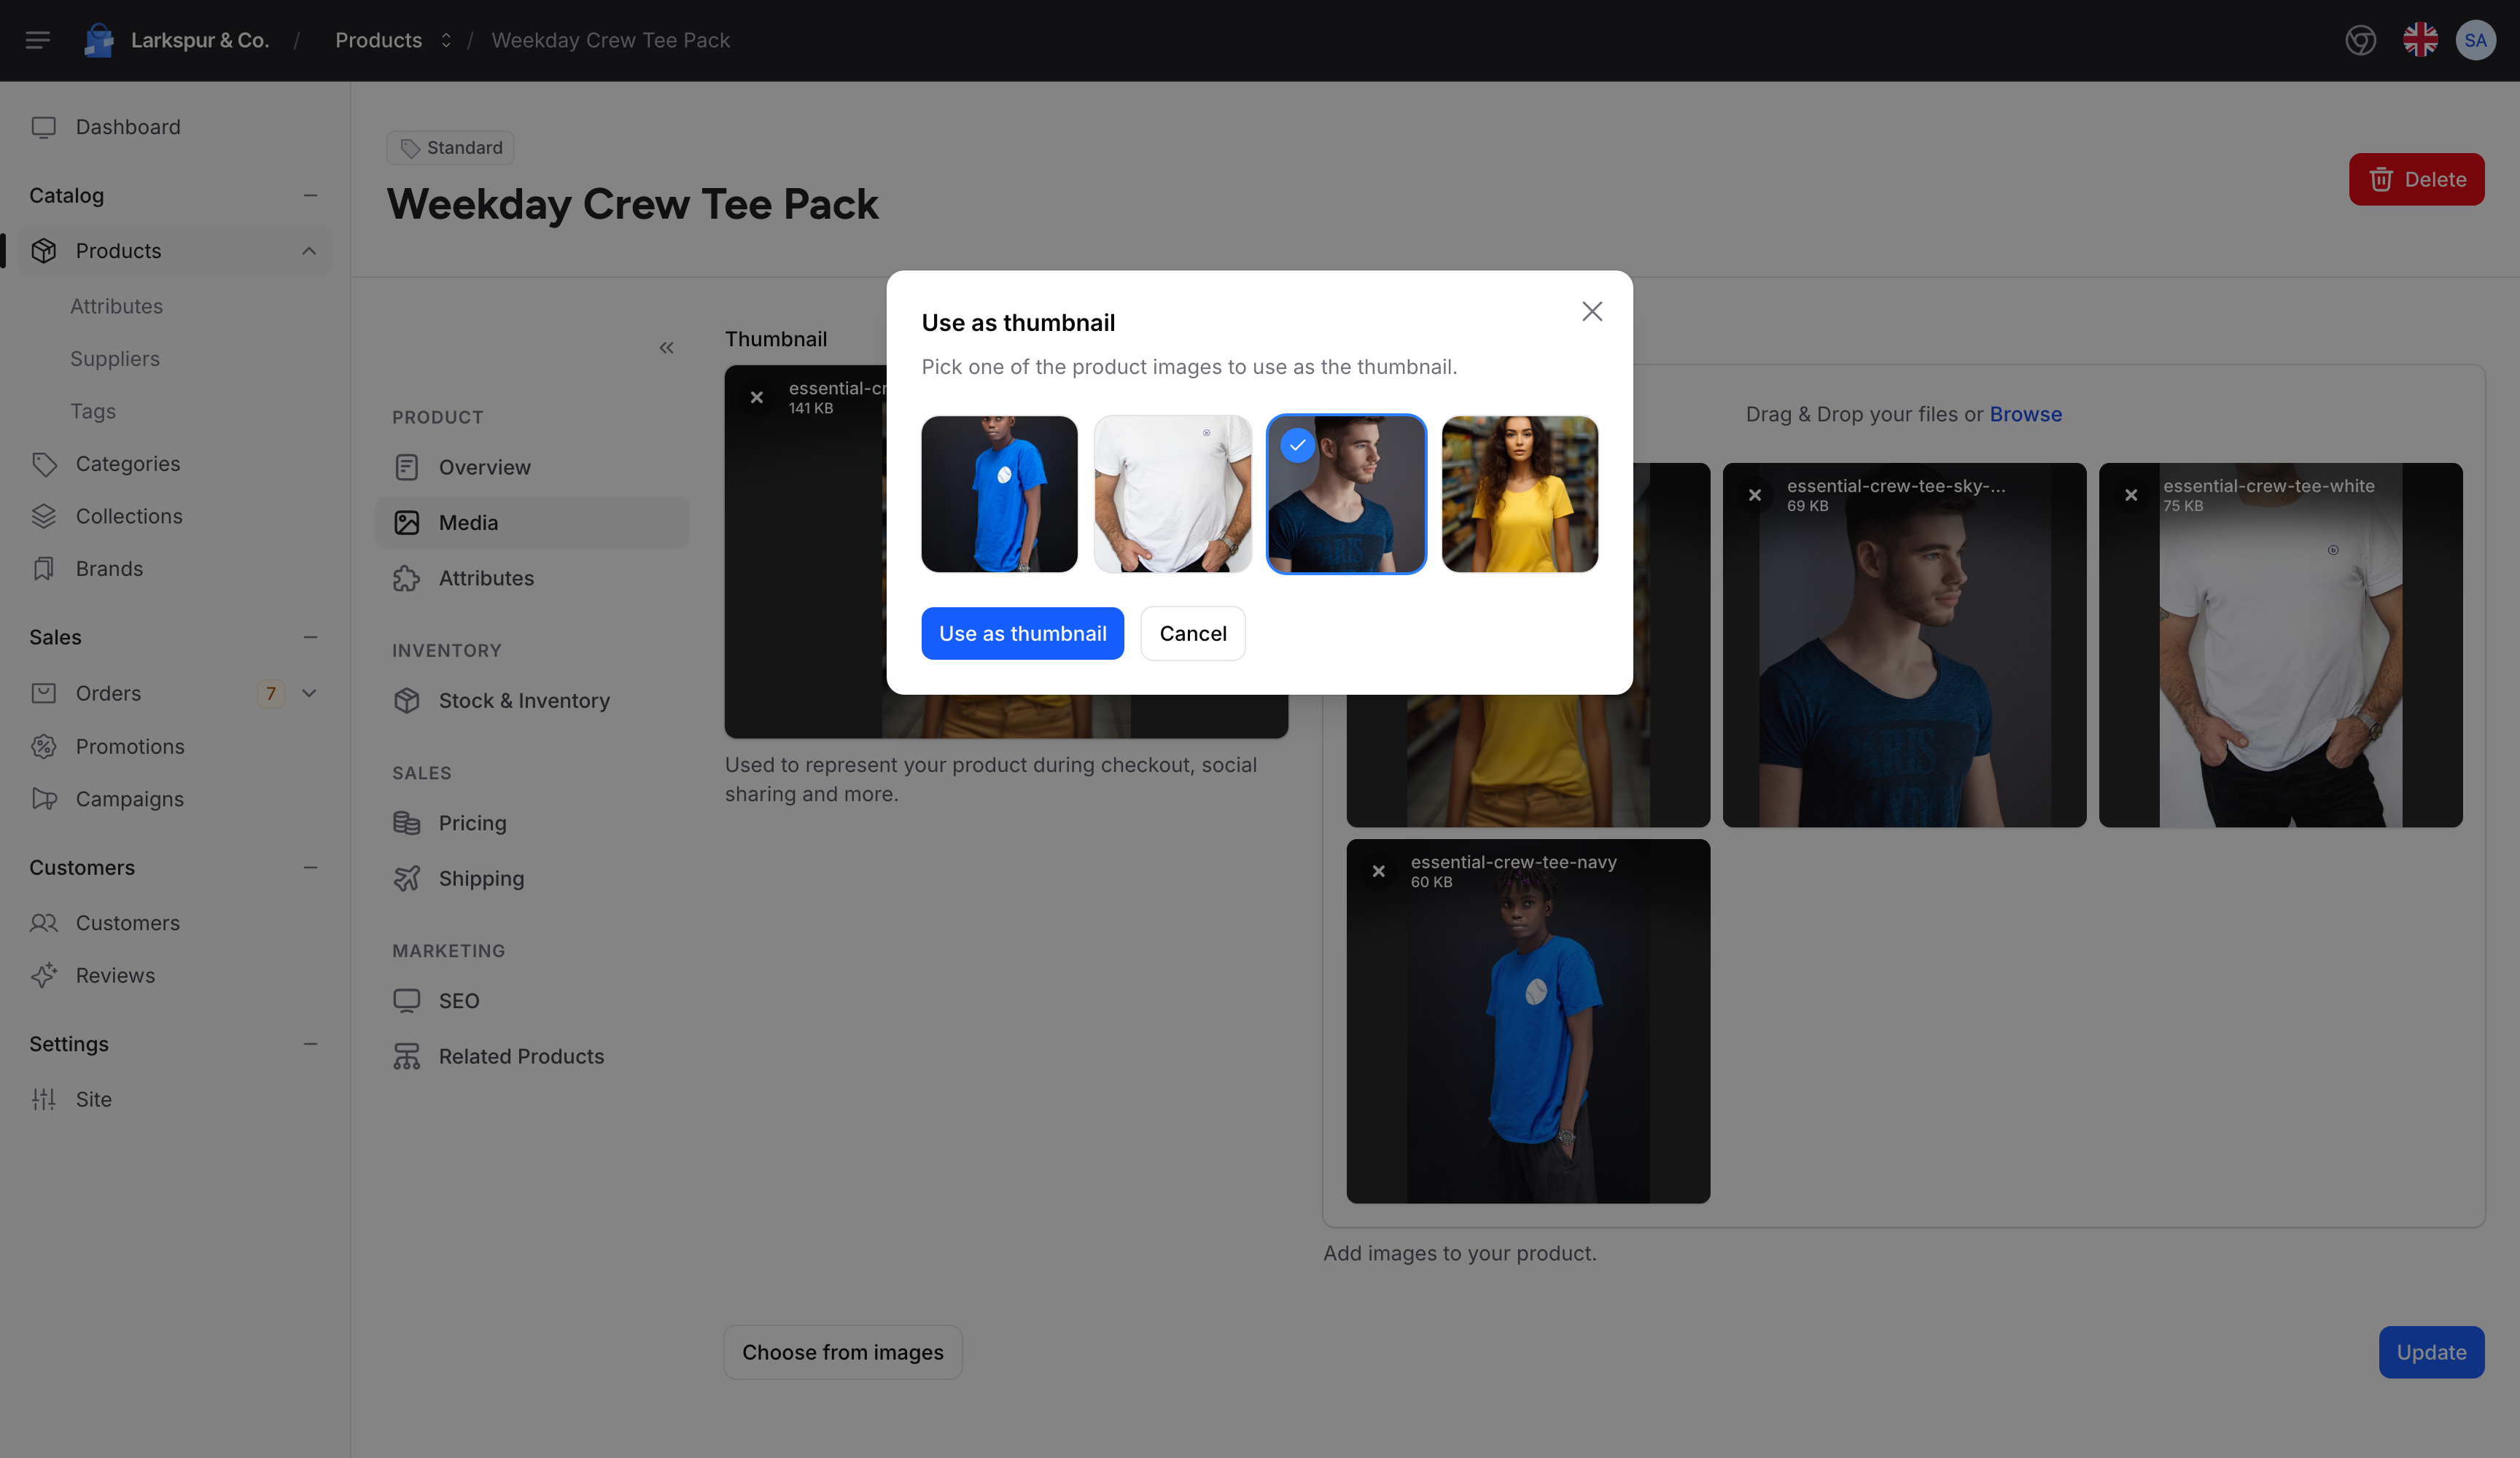 Larkspur & Co. / Products / Weekday Crew Tee Pack
SA
Dashboard
Catalog
Products
Attributes
Suppliers
Tags
Categories
Collections
Brands
Sales
Orders 7
Promotions
Campaigns
Customers
Customers
Reviews
Settings
Site
Standard
Weekday Crew Tee Pack
Delete
PRODUCT
Overview
Media
Attributes
INVENTORY
Stock & Inventory
SALES
Pricing
Shipping
MARKETING
SEO
Related Products
Thumbnail
essential-cr
141 KB
Used to represent your product during checkout, social
sharing and more.
Choose from images
Use as thumbnail
Pick one of the product images to use as the thumbnail.
PARIS
Use as thumbnail
Cancel
Drag & Drop your files or Browse
essential-crew-tee-sky-...
69 KB
PARIS
essential-crew-tee-white
75 KB
essential-crew-tee-navy
60 KB
Add images to your product.
Update